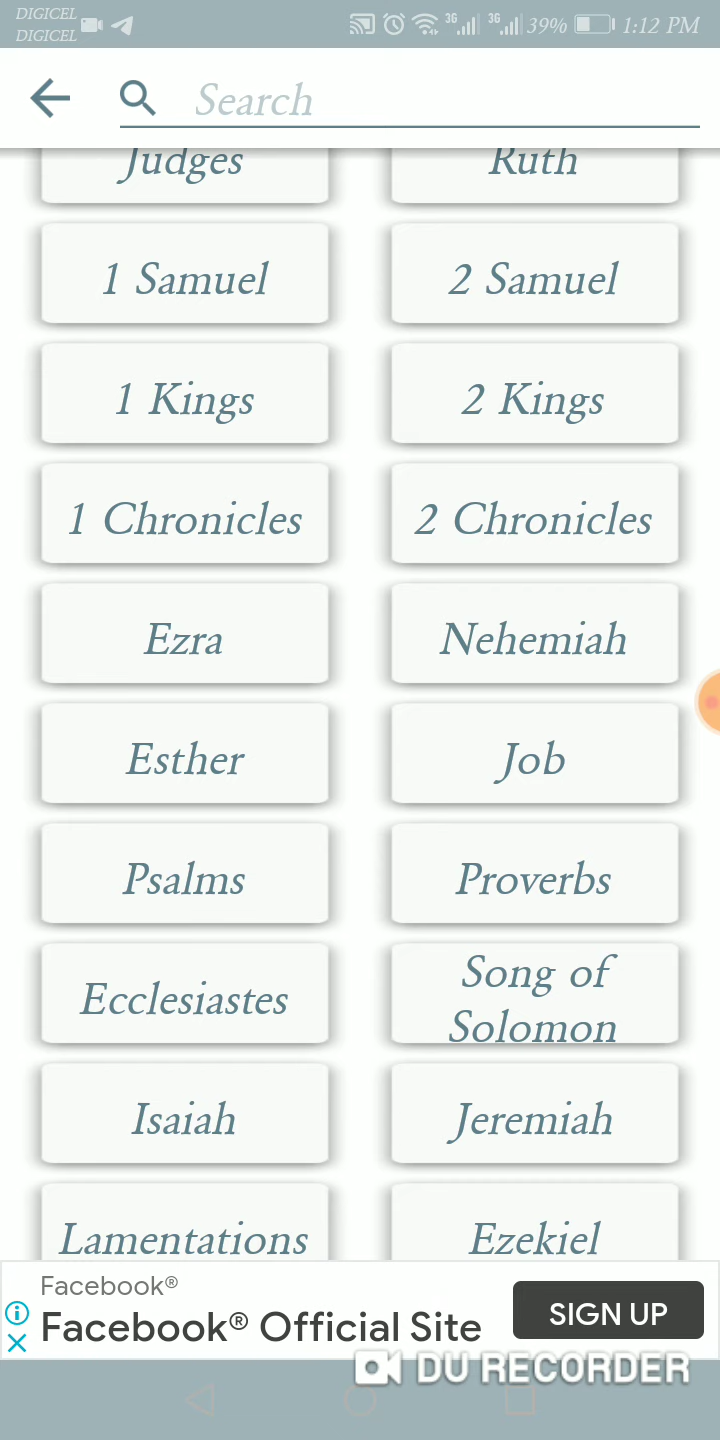 DIGICEL
DIGICEL
3G 3G 39% 1:12 PM
Search
Judges Ruth
1 Samuel 2 Samuel
1 Kings 2 Kings
1 Chronicles 2 Chronicles
Ezra Nehemiah
Esther Job
Psalms Proverbs
Ecclesiastes Song of
Solomon
Isaiah Jeremiah
Lamentations Ezekiel
Facebook®
Facebook® Official Site SIGN UP
DU RECORDER